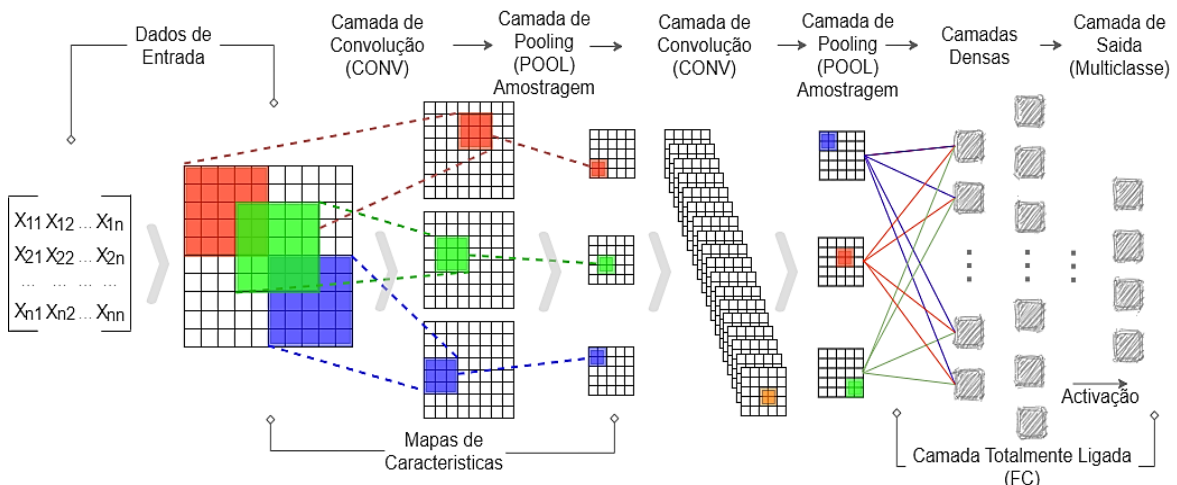 Dados de
Entrada
Camada de
Convolução
(CONV)
Camada de
Pooling
(POOL)
Amostragem
Camada de
Convolução
(CONV)
Camada de
Pooling
(POOL)
Amostragem
Camadas
Densas
Camada de
Saida
(Multiclasse)
X11 X12 ... X1n
X21 X22 ... X2n
... ... ...
Xn1 Xn2 ... Xnn
Mapas de
Caracteristicas
Activação
Camada Totalmente Ligada
(FC)